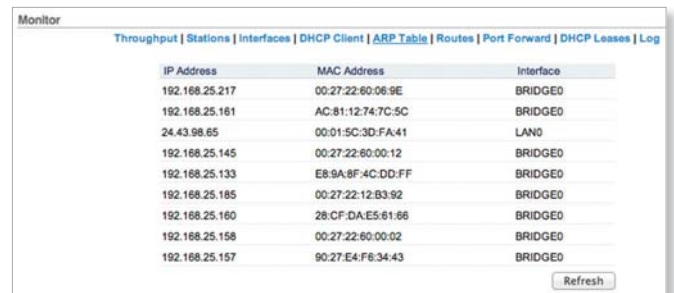 Monitor
Throughput | Stations | Interfaces | DHCP Client | ARP Table | Routes | Port Forward | DHCP Leases | Log
IP Address MAC Address Interface
192.168.25.217 00:27:22:60:06:9E BRIDGE0
192.168.25.161 AC:81:12:74:7C:5C BRIDGE0
24.43.98.65 00:01:5C:3D:FA:41 LAN0
192.168.25.145 00:27:22:60:00:12 BRIDGE0
192.168.25.133 E8:9A:8F:4C:DD:FF BRIDGE0
192.168.25.185 00:27:22:12:B3:92 BRIDGE0
192.168.25.160 28:CF:DA:E5:61:66 BRIDGE0
192.168.25.158 00:27:22:60:00:02 BRIDGE0
192.168.25.157 90:27:E4:F6:34:43 BRIDGE0
Refresh